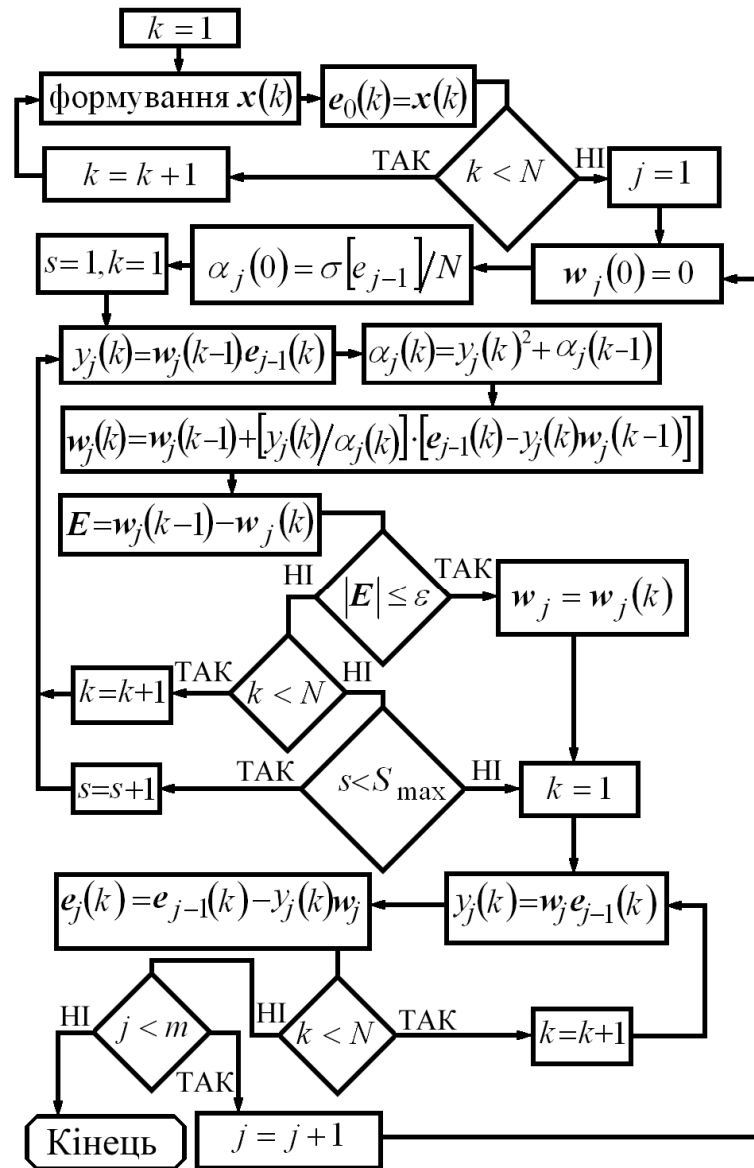 k = 1
формування x(k)
e₀(k)=x(k)
k < N
ТАК
НІ
k = k + 1
j = 1
w_j(0) = 0
α_j(0) = σ[e_{j-1}]/N
s=1, k=1
y_j(k)=w_j(k-1)e_{j-1}(k)
α_j(k)=y_j(k)²+α_j(k-1)
w_j(k)=w_j(k-1)+[y_j(k)/α_j(k)]·[e_{j-1}(k)-y_j(k)w_j(k-1)]
E=w_j(k-1)-w_j(k)
|E| ≤ ε
НІ
ТАК
w_j = w_j(k)
k < N
ТАК
НІ
k=k+1
s<S_max
ТАК
НІ
s=s+1
k = 1
y_j(k)=w_j e_{j-1}(k)
e_j(k)=e_{j-1}(k)-y_j(k)w_j
k < N
НІ
ТАК
k=k+1
j < m
НІ
ТАК
Кінець
j = j + 1